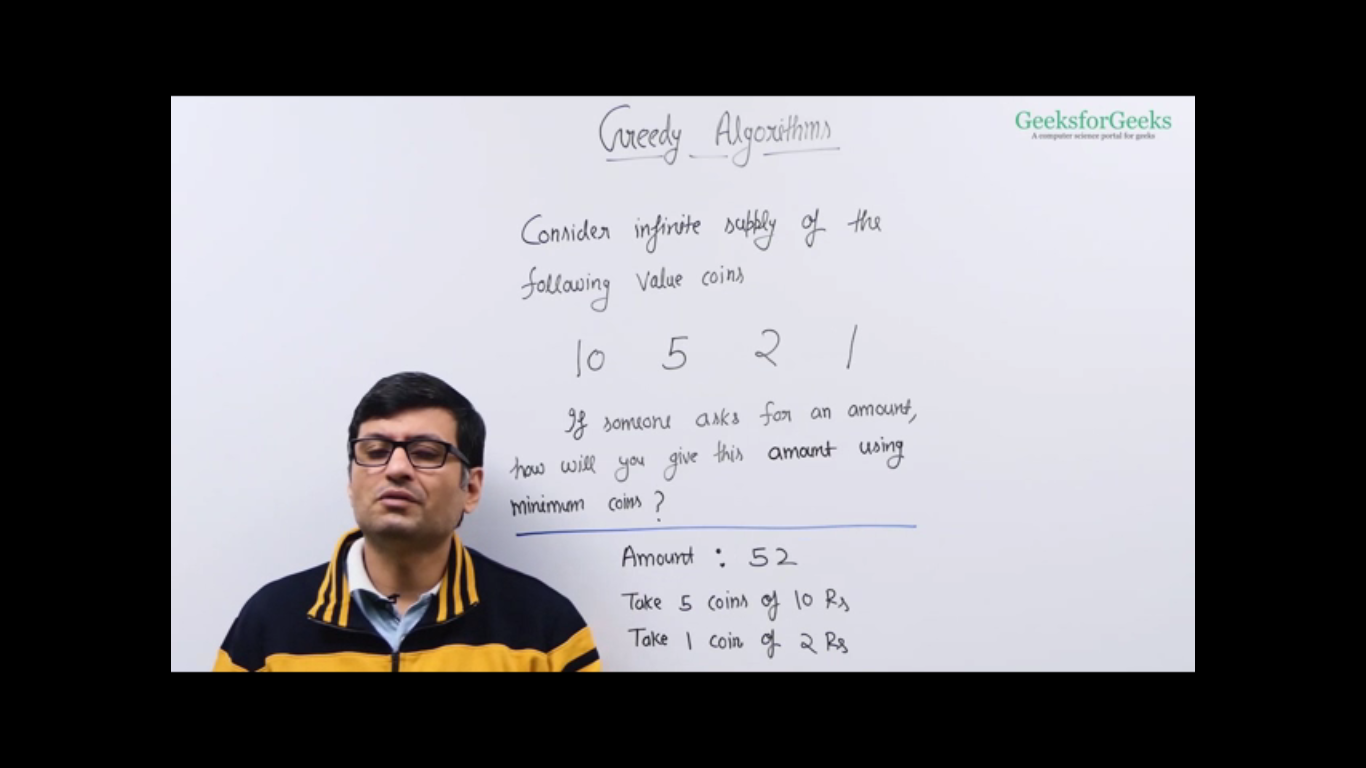 Greedy Algorithms
GeeksforGeeks
A computer science portal for geeks
Consider infinite supply of the
following value coins
10 5 2 1
If someone asks for an amount,
how will you give this amount using
minimum coins?
Amount : 52
Take 5 coins of 10 Rs
Take 1 coin of 2 Rs